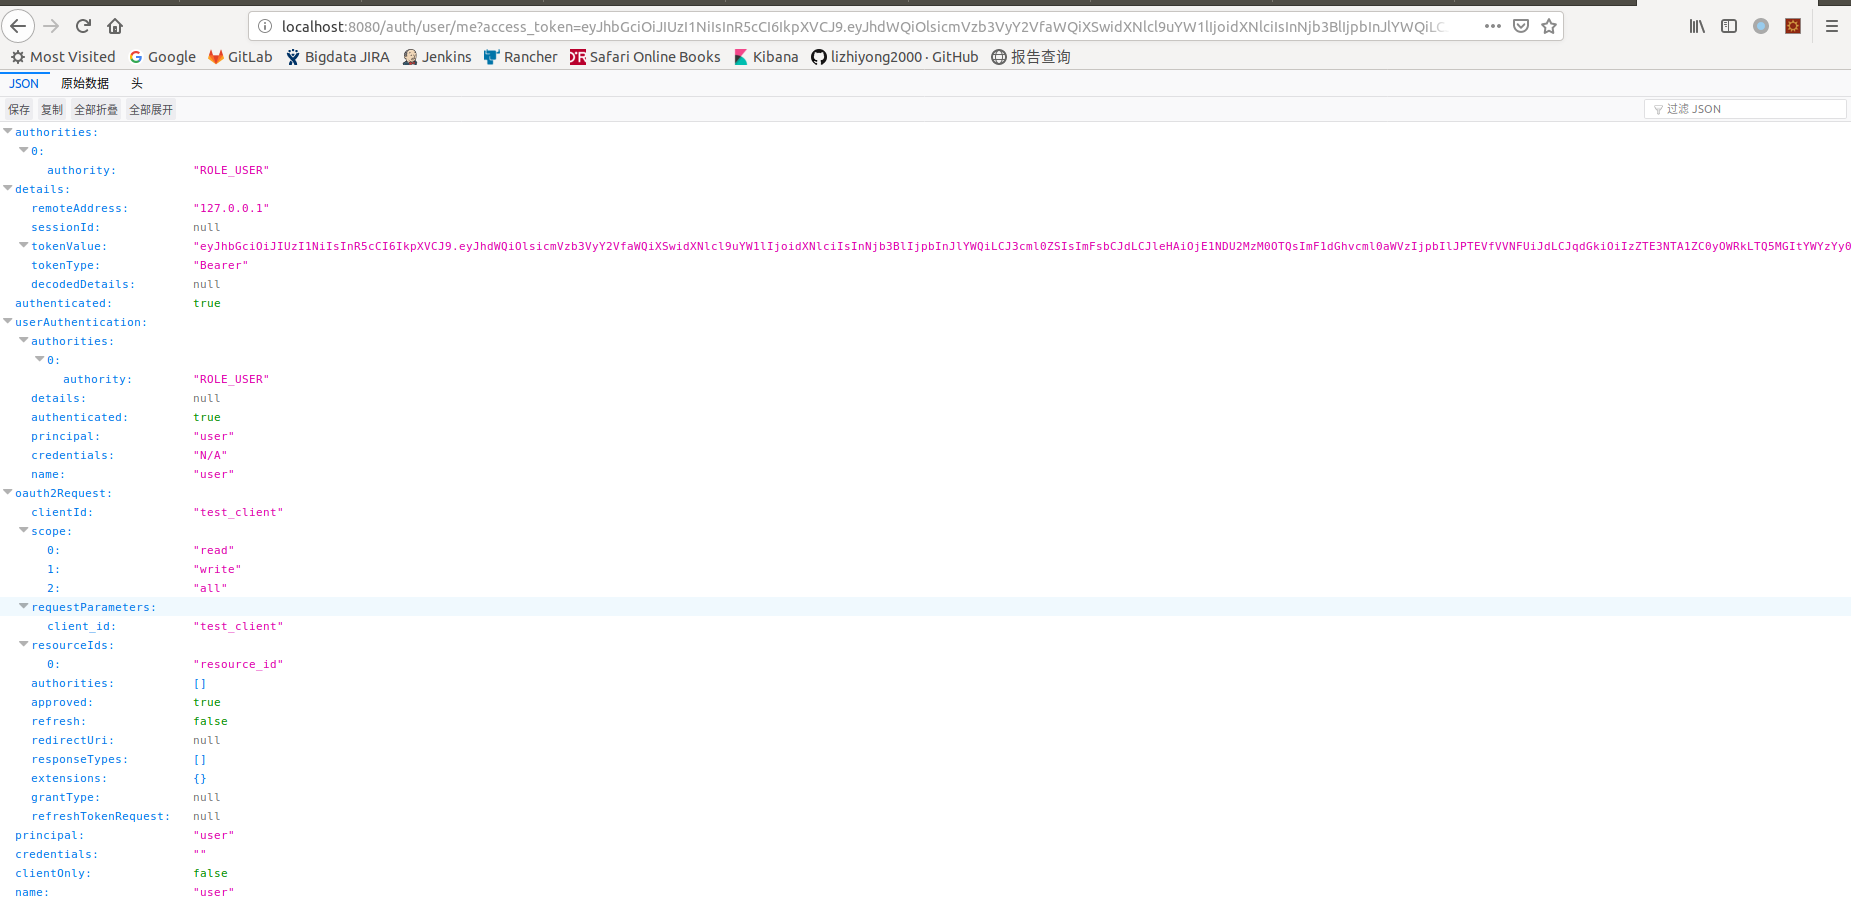 localhost:8080/auth/user/me?access_token=eyJhbGciOiJIUzI1NiIsInR5cCI6IkpXVCJ9.eyJhdWQiOlsicmVzb3VyY2VfaWQiXSwidXNlcl9uYW1lIjoidXNlciIsInNjb3BlIjpbInJlYWQiLC
Most Visited Google GitLab Bigdata JIRA Jenkins Rancher Safari Online Books Kibana lizhiyong2000 · GitHub 报告查询
JSON 原始数据 头
保存 复制 全部折叠 全部展开 过滤 JSON
authorities:
0:
authority: "ROLE_USER"
details:
remoteAddress: "127.0.0.1"
sessionId: null
tokenValue: "eyJhbGciOiJIUzI1NiIsInR5cCI6IkpXVCJ9.eyJhdWQiOlsicmVzb3VyY2VfaWQiXSwidXNlcl9uYW1lIjoidXNlciIsInNjb3BlIjpbInJlYWQiLCJ3cml0ZSIsImFsbCJdLCJleHAiOjE1NDU2MzM0OTQsImF1dGhvcml0aWVzIjpbIlJPTEVfVVNFUiJdLCJqdGkiOiIzZTE3NTA1ZC0yOWRkLTQ5MGItYWYzYy0
tokenType: "Bearer"
decodedDetails: null
authenticated: true
userAuthentication:
authorities:
0:
authority: "ROLE_USER"
details: null
authenticated: true
principal: "user"
credentials: "N/A"
name: "user"
oauth2Request:
clientId: "test_client"
scope:
0: "read"
1: "write"
2: "all"
requestParameters:
client_id: "test_client"
resourceIds:
0: "resource_id"
authorities: []
approved: true
refresh: false
redirectUri: null
responseTypes: []
extensions: {}
grantType: null
refreshTokenRequest: null
principal: "user"
credentials: ""
clientOnly: false
name: "user"